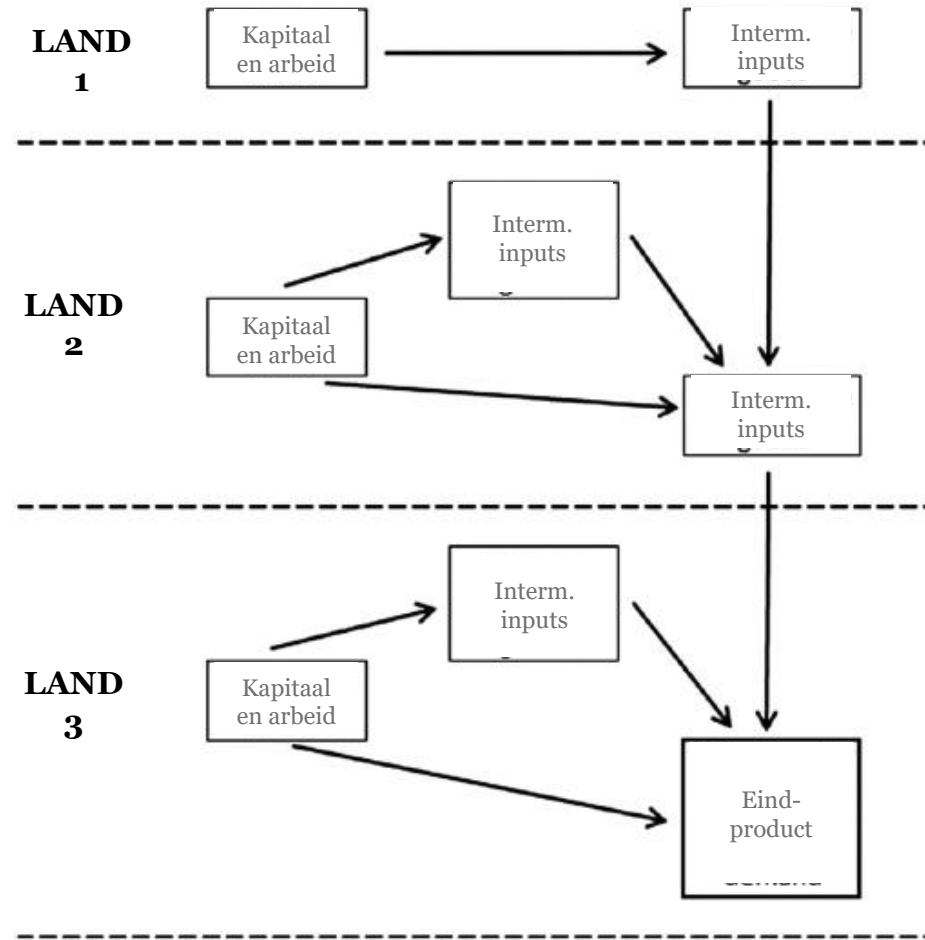 LAND
1
Kapitaal
en arbeid
Interm.
inputs
LAND
2
Interm.
inputs
Kapitaal
en arbeid
Interm.
inputs
LAND
3
Interm.
inputs
Kapitaal
en arbeid
Eind-
product